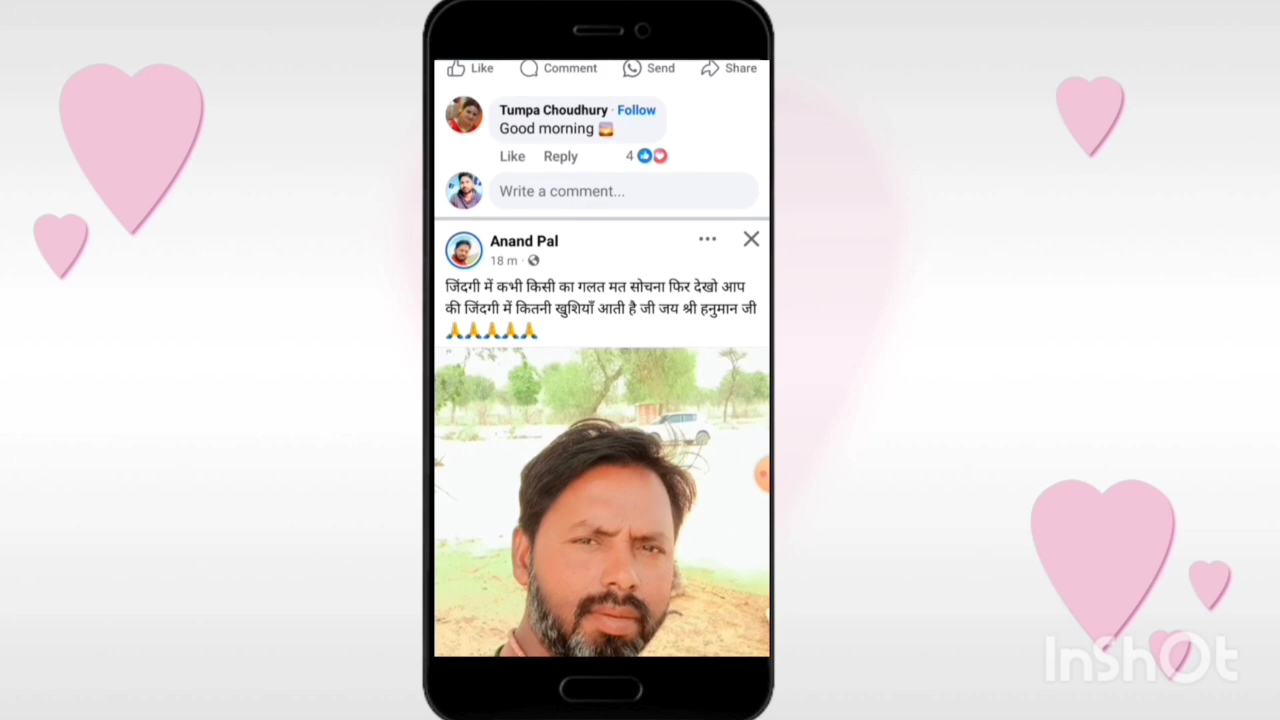 Like Comment Send Share
Tumpa Choudhury · Follow
Good morning 🌅
Like Reply 4
Write a comment...
Anand Pal
18 m ·
जिंदगी में कभी किसी का गलत मत सोचना फिर देखो आप
की जिंदगी में कितनी खुशियाँ आती है जी जय श्री हनुमान जी
🙏🙏🙏🙏🙏
InShOt